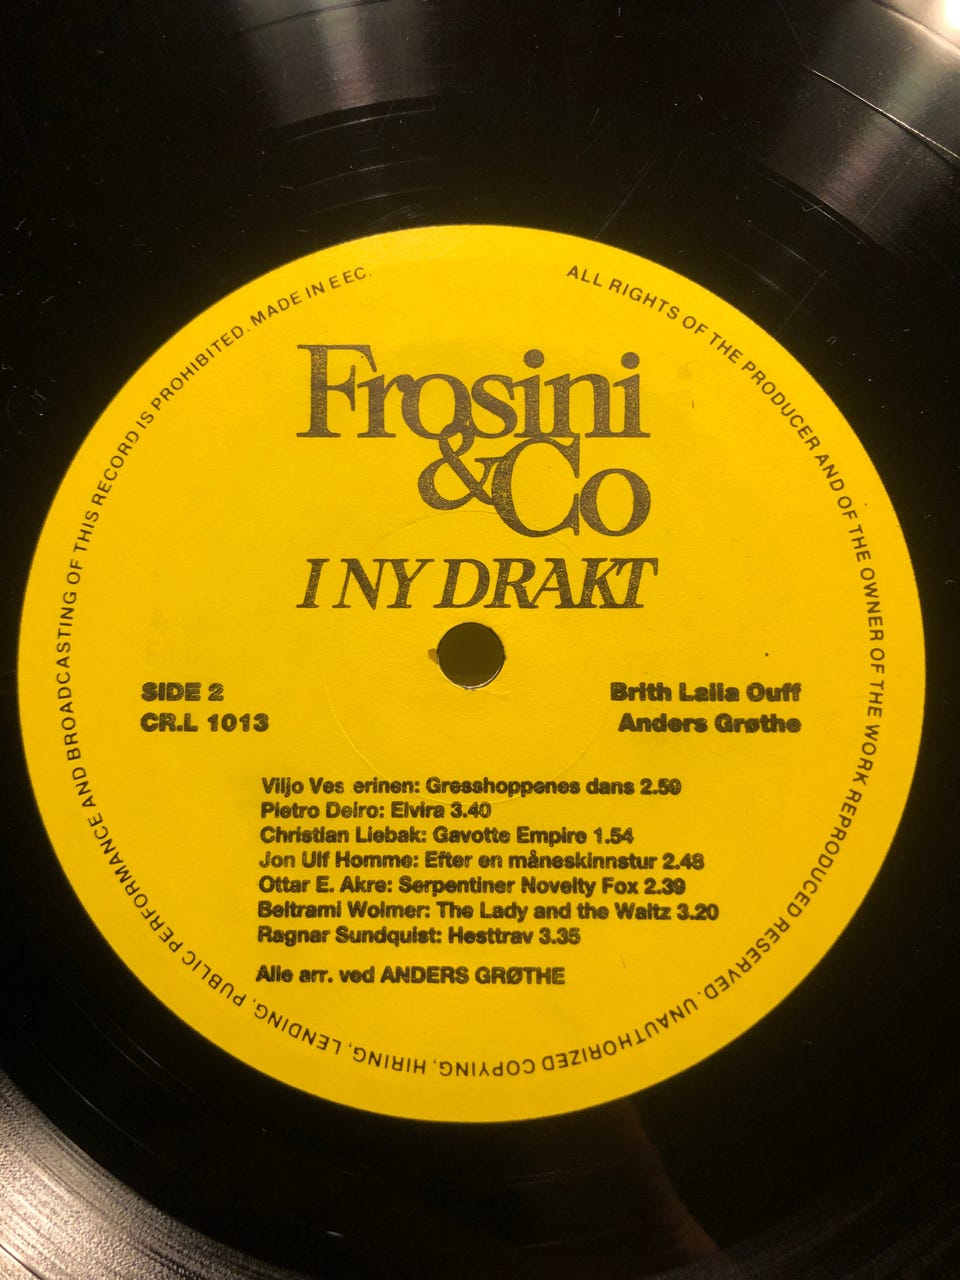 ALL RIGHTS OF THE PRODUCER AND OF THE OWNER OF THE WORK REPRODUCED RESERVED. UNAUTHORIZED COPYING, HIRING, LENDING, PUBLIC PERFORMANCE AND BROADCASTING OF THIS RECORD IS PROHIBITED. MADE IN EEC.
Frosini
&Co
I NY DRAKT
SIDE 2
CR.L 1013
Brith Laila Ouff
Anders Grøthe
Viljo Ves erinen: Gresshoppenes dans 2.59
Pietro Deiro: Elvira 3.40
Christian Liebak: Gavotte Empire 1.54
Jon Ulf Homme: Efter en måneskinnstur 2.48
Ottar E. Akre: Serpentiner Novelty Fox 2.39
Beltrami Wolmer: The Lady and the Waltz 3.20
Ragnar Sundquist: Hesttrav 3.35
Alle arr. ved ANDERS GRØTHE